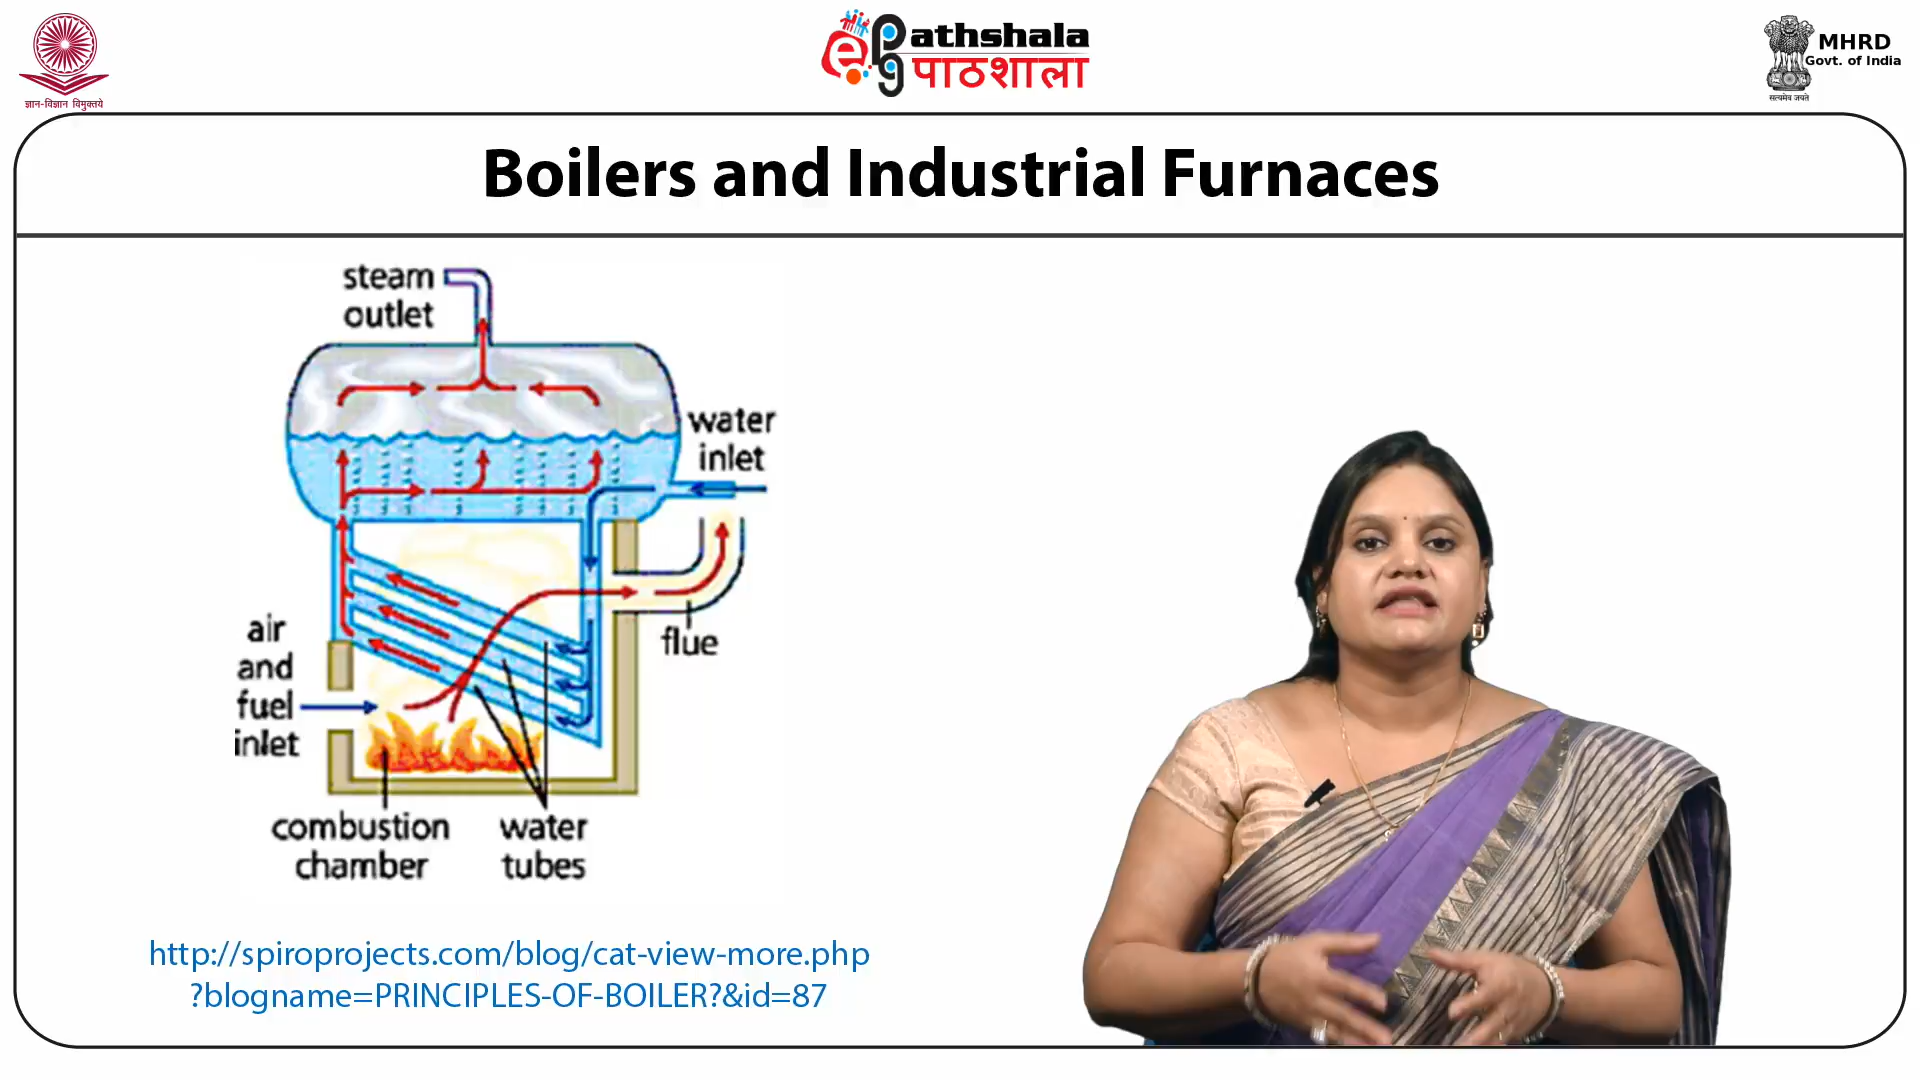 ज्ञान-विज्ञान विमुक्तये
ePathshala
पाठशाला
MHRD
Govt. of India
सत्यमेव जयते
Boilers and Industrial Furnaces
steam
outlet
water
inlet
air
and
fuel
inlet
flue
combustion
chamber
water
tubes
http://spiroprojects.com/blog/cat-view-more.php
?blogname=PRINCIPLES-OF-BOILER?&id=87